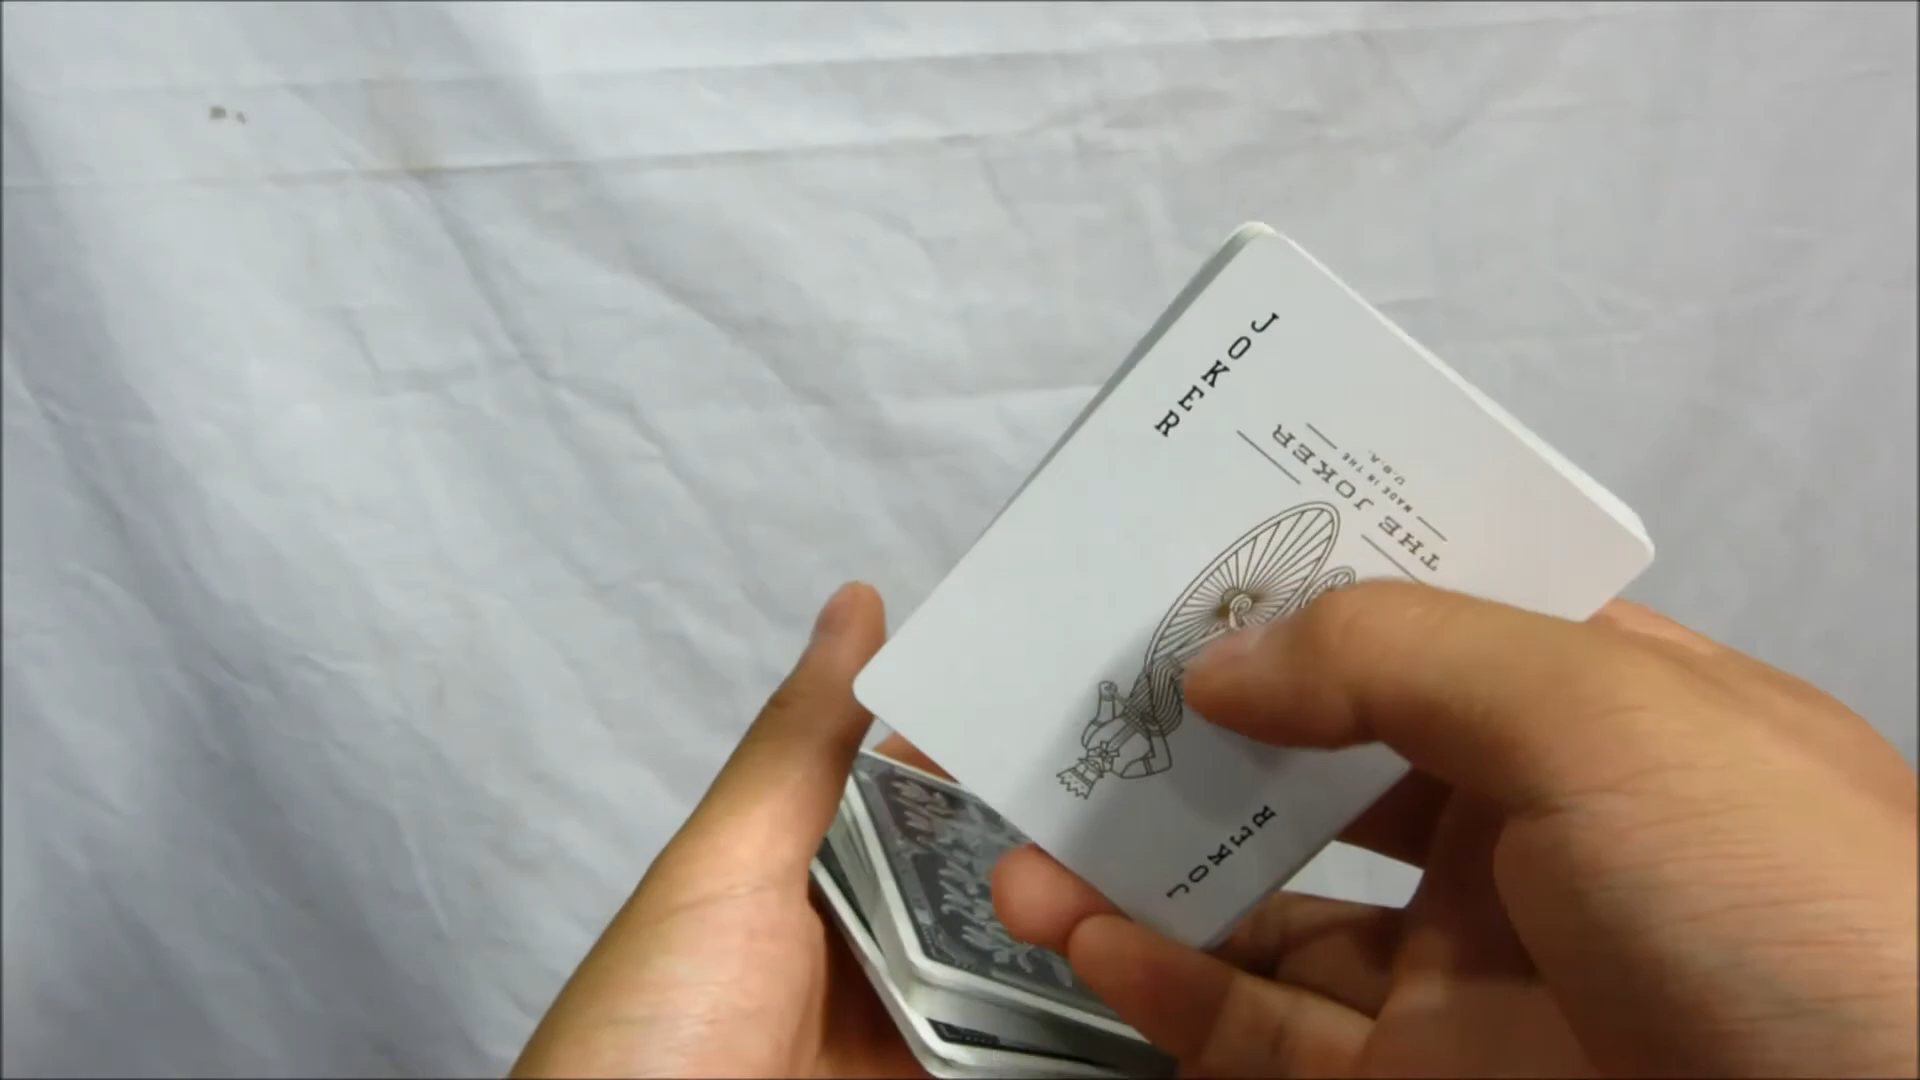 JOKER
THE JOKER
MADE IN THE
U.S.A.
JOKER